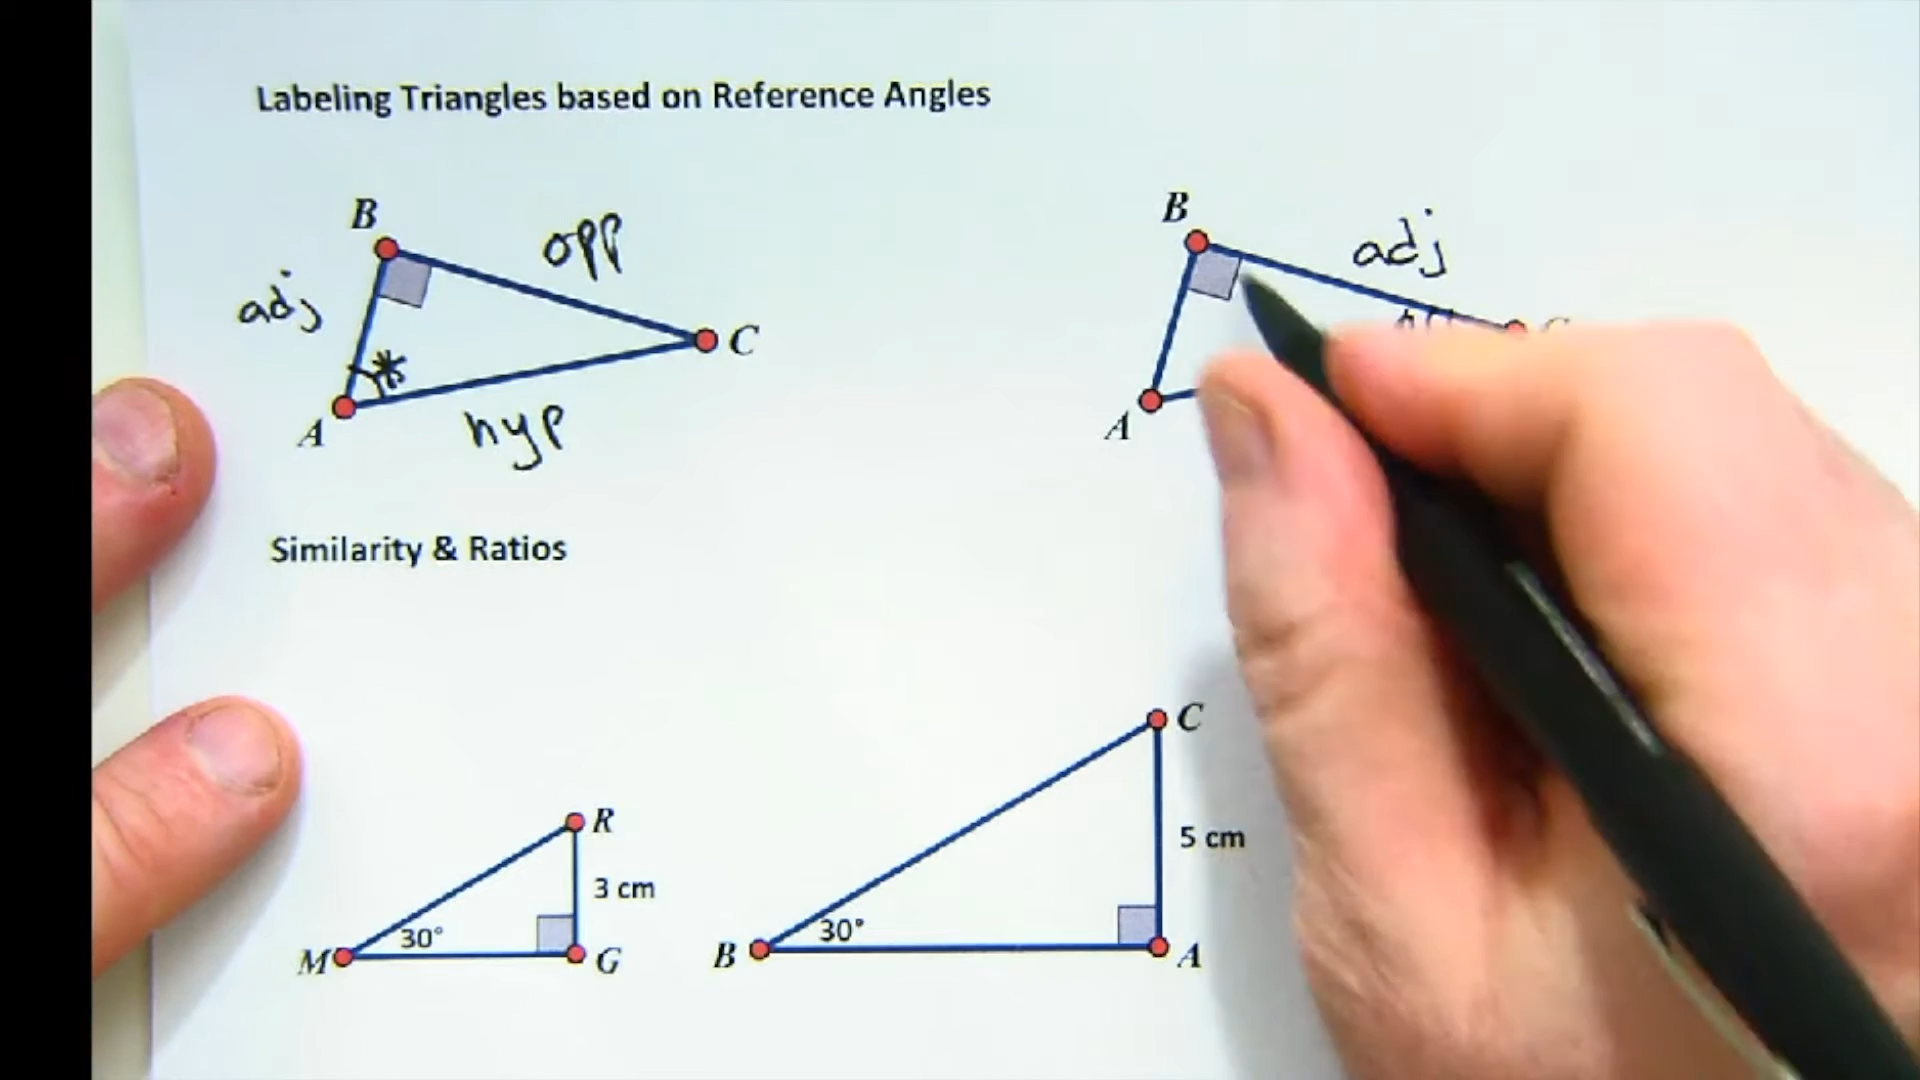 Labeling Triangles based on Reference Angles
B
opp
adj
C
A
hyp
B
adj
A
Similarity & Ratios
R
3 cm
30°
M
G
C
5 cm
30°
B
A